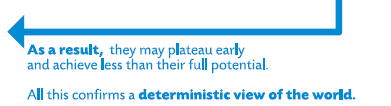 As a result, they may plateau early
and achieve less than their full potential.
All this confirms a deterministic view of the world.